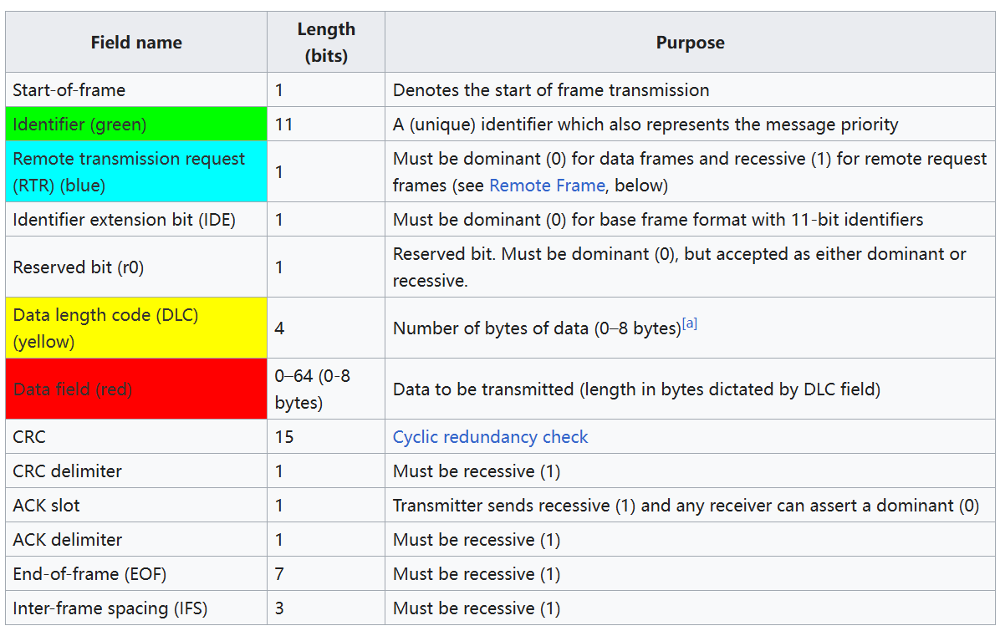 Field name
Length
(bits)
Purpose
Start-of-frame
1
Denotes the start of frame transmission
Identifier (green)
11
A (unique) identifier which also represents the message priority
Remote transmission request
(RTR) (blue)
1
Must be dominant (0) for data frames and recessive (1) for remote request
frames (see Remote Frame, below)
Identifier extension bit (IDE)
1
Must be dominant (0) for base frame format with 11-bit identifiers
Reserved bit (r0)
1
Reserved bit. Must be dominant (0), but accepted as either dominant or
recessive.
Data length code (DLC)
(yellow)
4
Number of bytes of data (0–8 bytes)[a]
Data field (red)
0–64 (0-8
bytes)
Data to be transmitted (length in bytes dictated by DLC field)
CRC
15
Cyclic redundancy check
CRC delimiter
1
Must be recessive (1)
ACK slot
1
Transmitter sends recessive (1) and any receiver can assert a dominant (0)
ACK delimiter
1
Must be recessive (1)
End-of-frame (EOF)
7
Must be recessive (1)
Inter-frame spacing (IFS)
3
Must be recessive (1)